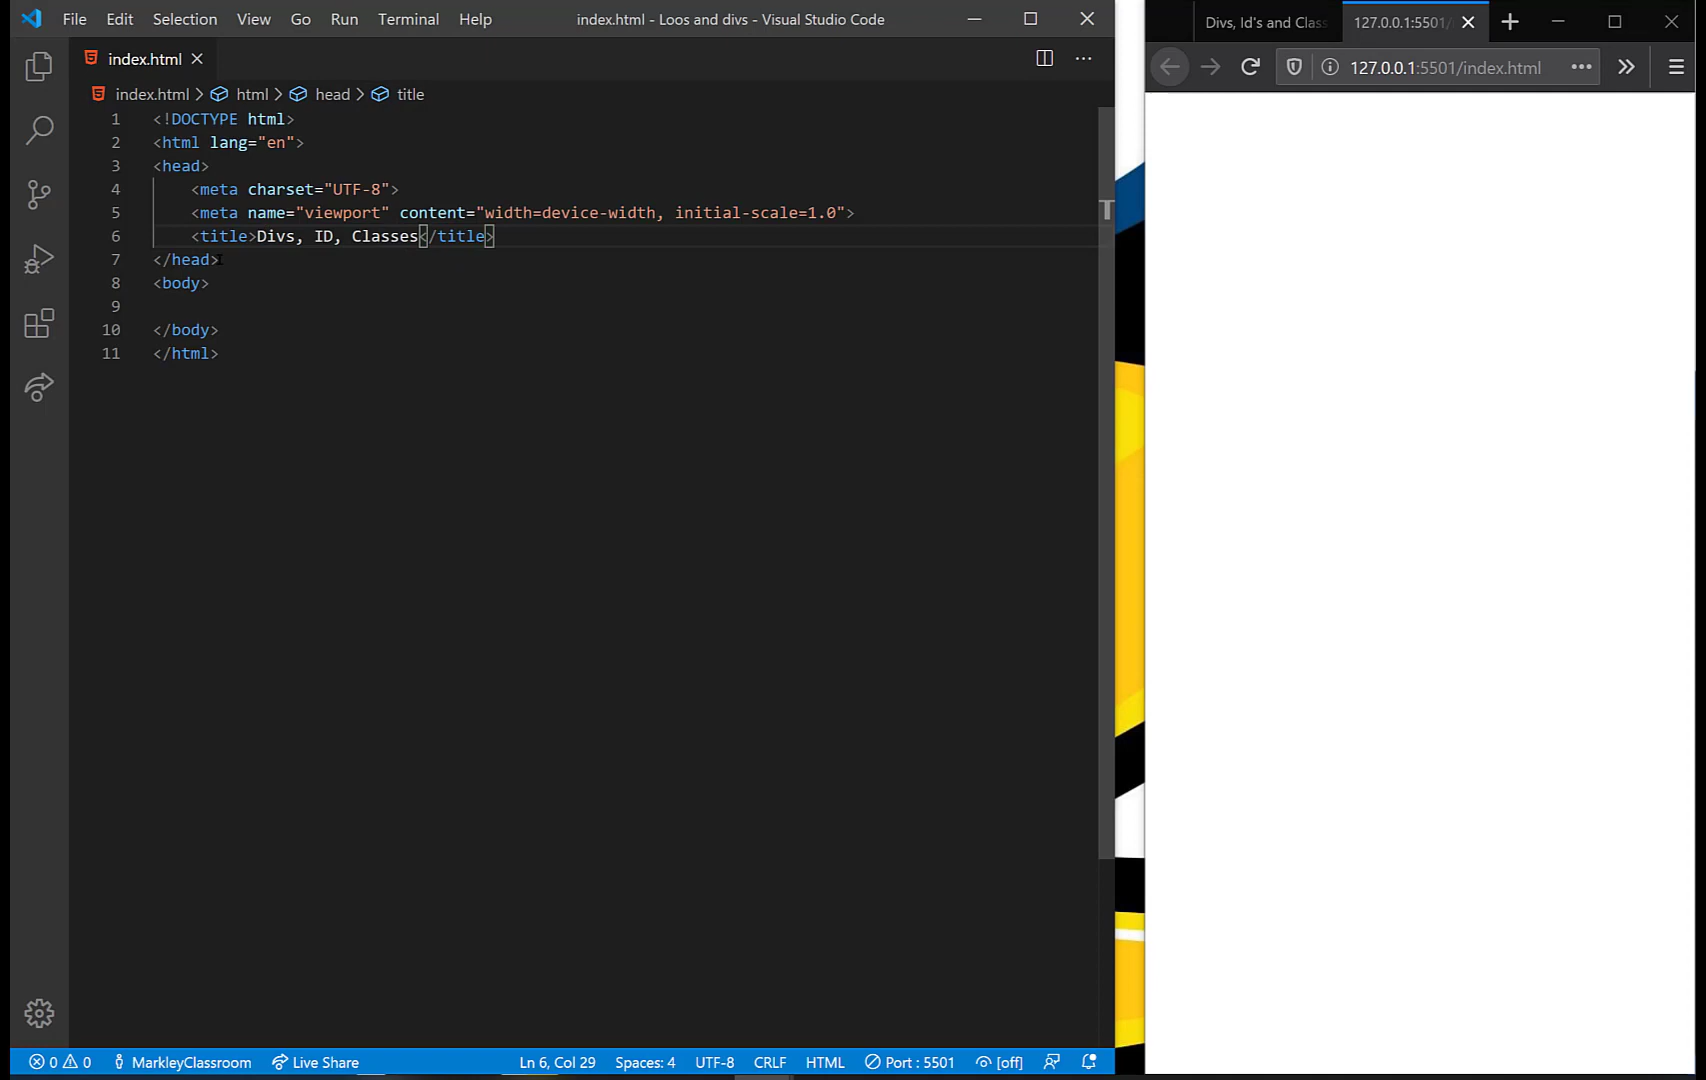 File Edit Selection View Go Run Terminal Help index.html - Loos and divs - Visual Studio Code
index.html
index.html > html > head > title
1 <!DOCTYPE html>
2 <html lang="en">
3 <head>
4 <meta charset="UTF-8">
5 <meta name="viewport" content="width=device-width, initial-scale=1.0">
6 <title>Divs, ID, Classes</title>
7 </head>
8 <body>
9
10 </body>
11 </html>
0 0 MarkleyClassroom Live Share Ln 6, Col 29 Spaces: 4 UTF-8 CRLF HTML Port : 5501 [off]
Divs, Id's and Clas 127.0.0.1:5501/
127.0.0.1:5501/index.html